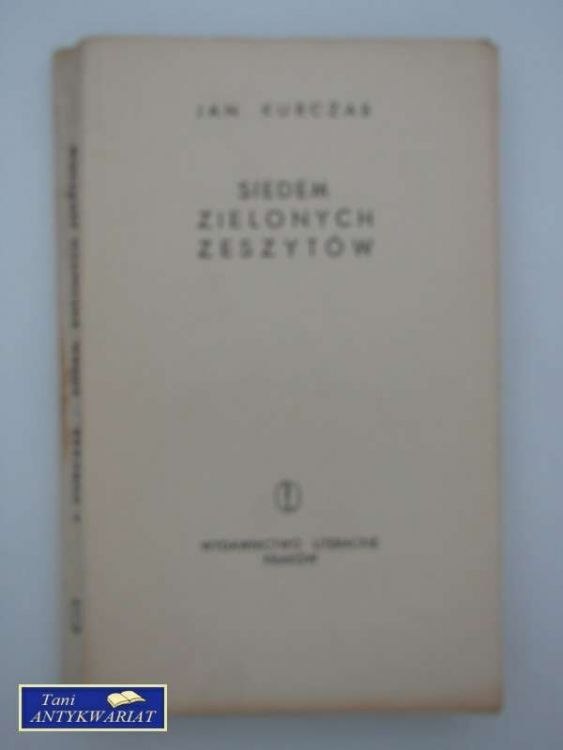 JAN KURCZAB
SIEDEM
ZIELONYCH
ZESZYTÓW
WYDAWNICTWO LITERACKIE
KRAKÓW
Tani
ANTYKWARIAT